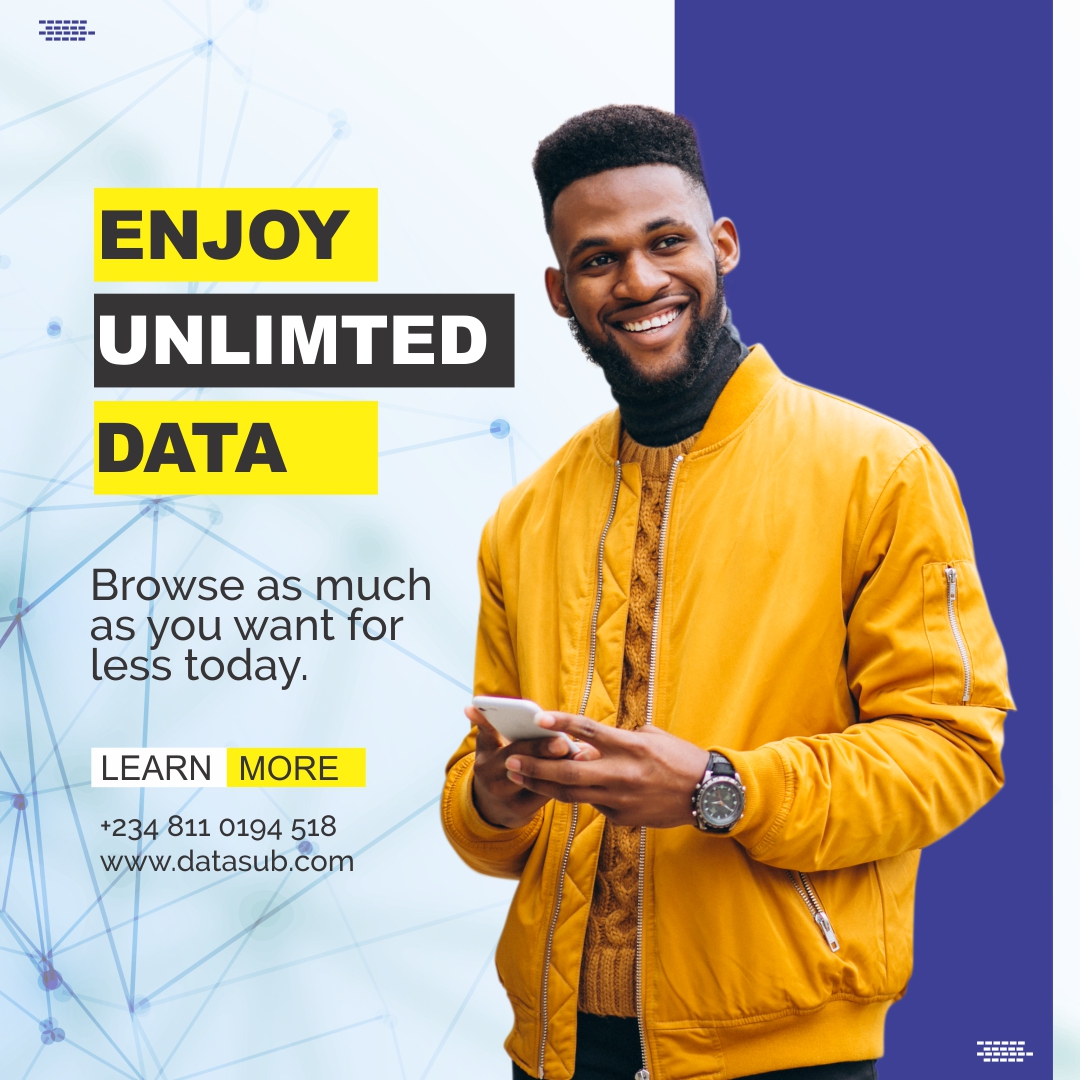 ENJOY
UNLIMTED
DATA
Browse as much
as you want for
less today.
LEARN MORE
+234 811 0194 518
www.datasub.com